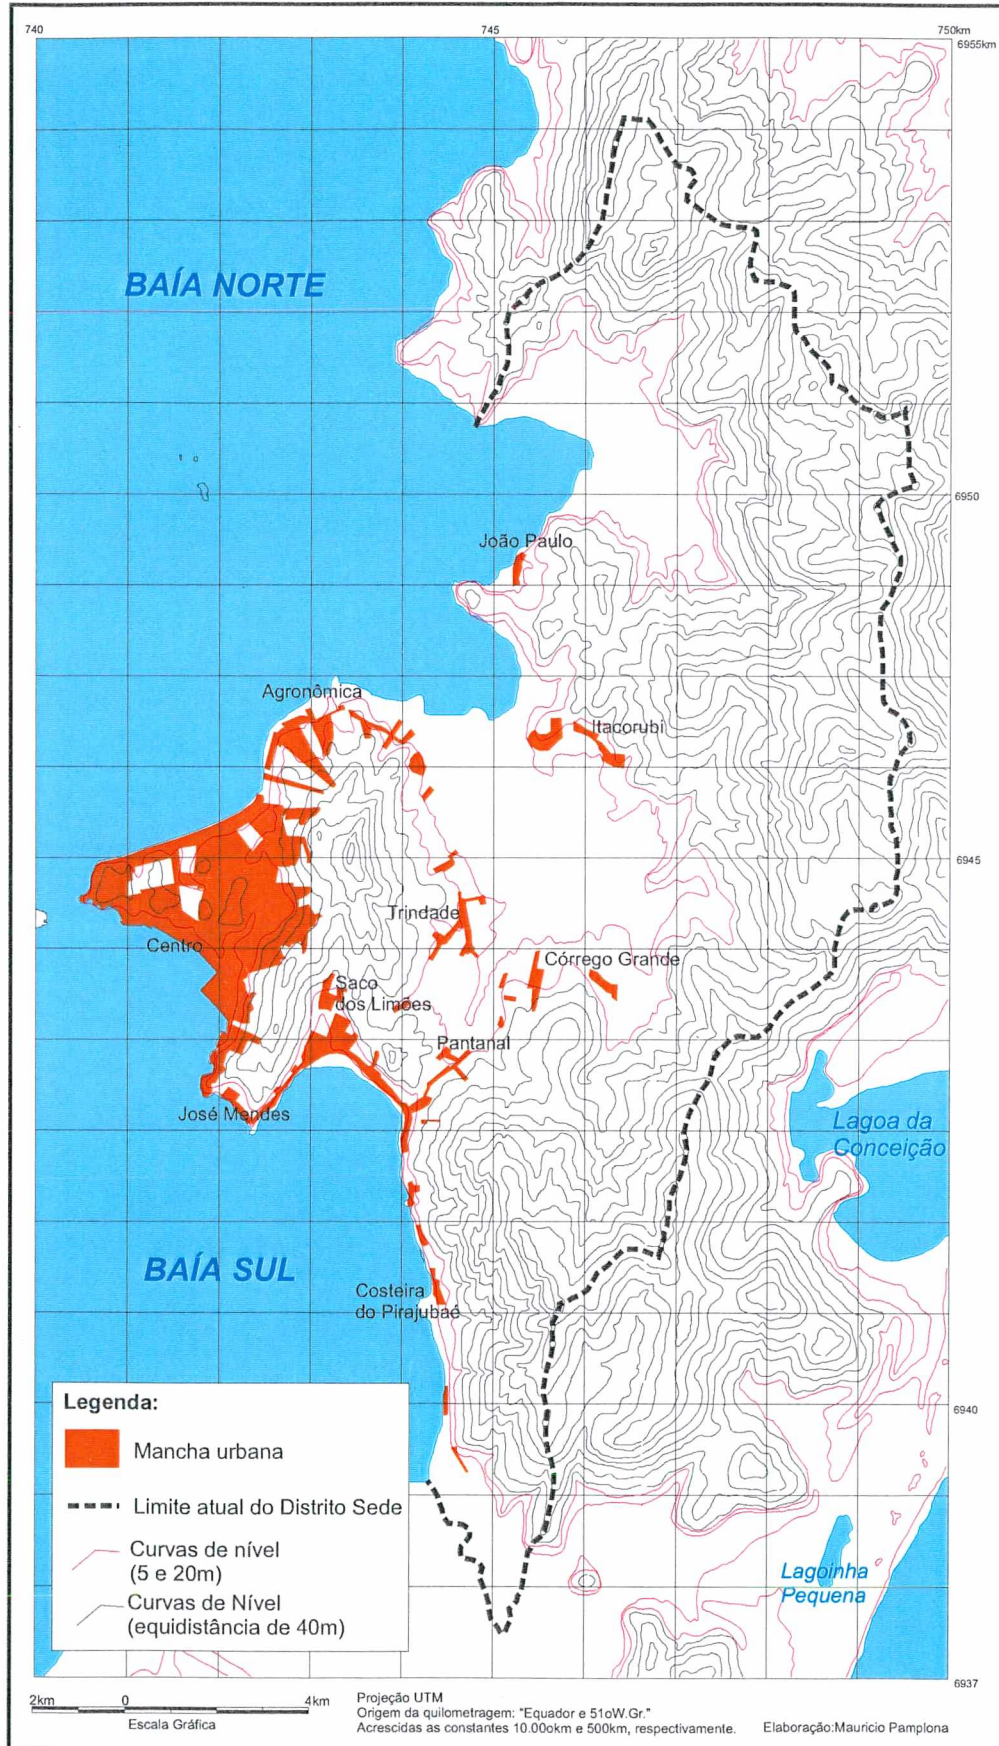 740
745
750km
6955km
BAÍA NORTE
6950
João Paulo
Agronômica
Itacorubi
6945
Trindade
Centro
Córrego Grande
Saco
dos Limões
Pantanal
José Mendes
Lagoa da
Conceição
BAÍA SUL
Costeira
do Pirajubaé
Legenda:
Mancha urbana
Limite atual do Distrito Sede
Curvas de nível
(5 e 20m)
Curvas de Nível
(equidistância de 40m)
6940
Lagoinha
Pequena
6937
2km 0 4km
Escala Gráfica
Projeção UTM
Origem da quilometragem: "Equador e 51oW.Gr."
Acrescidas as constantes 10.00okm e 500km, respectivamente.
Elaboração:Mauricio Pamplona